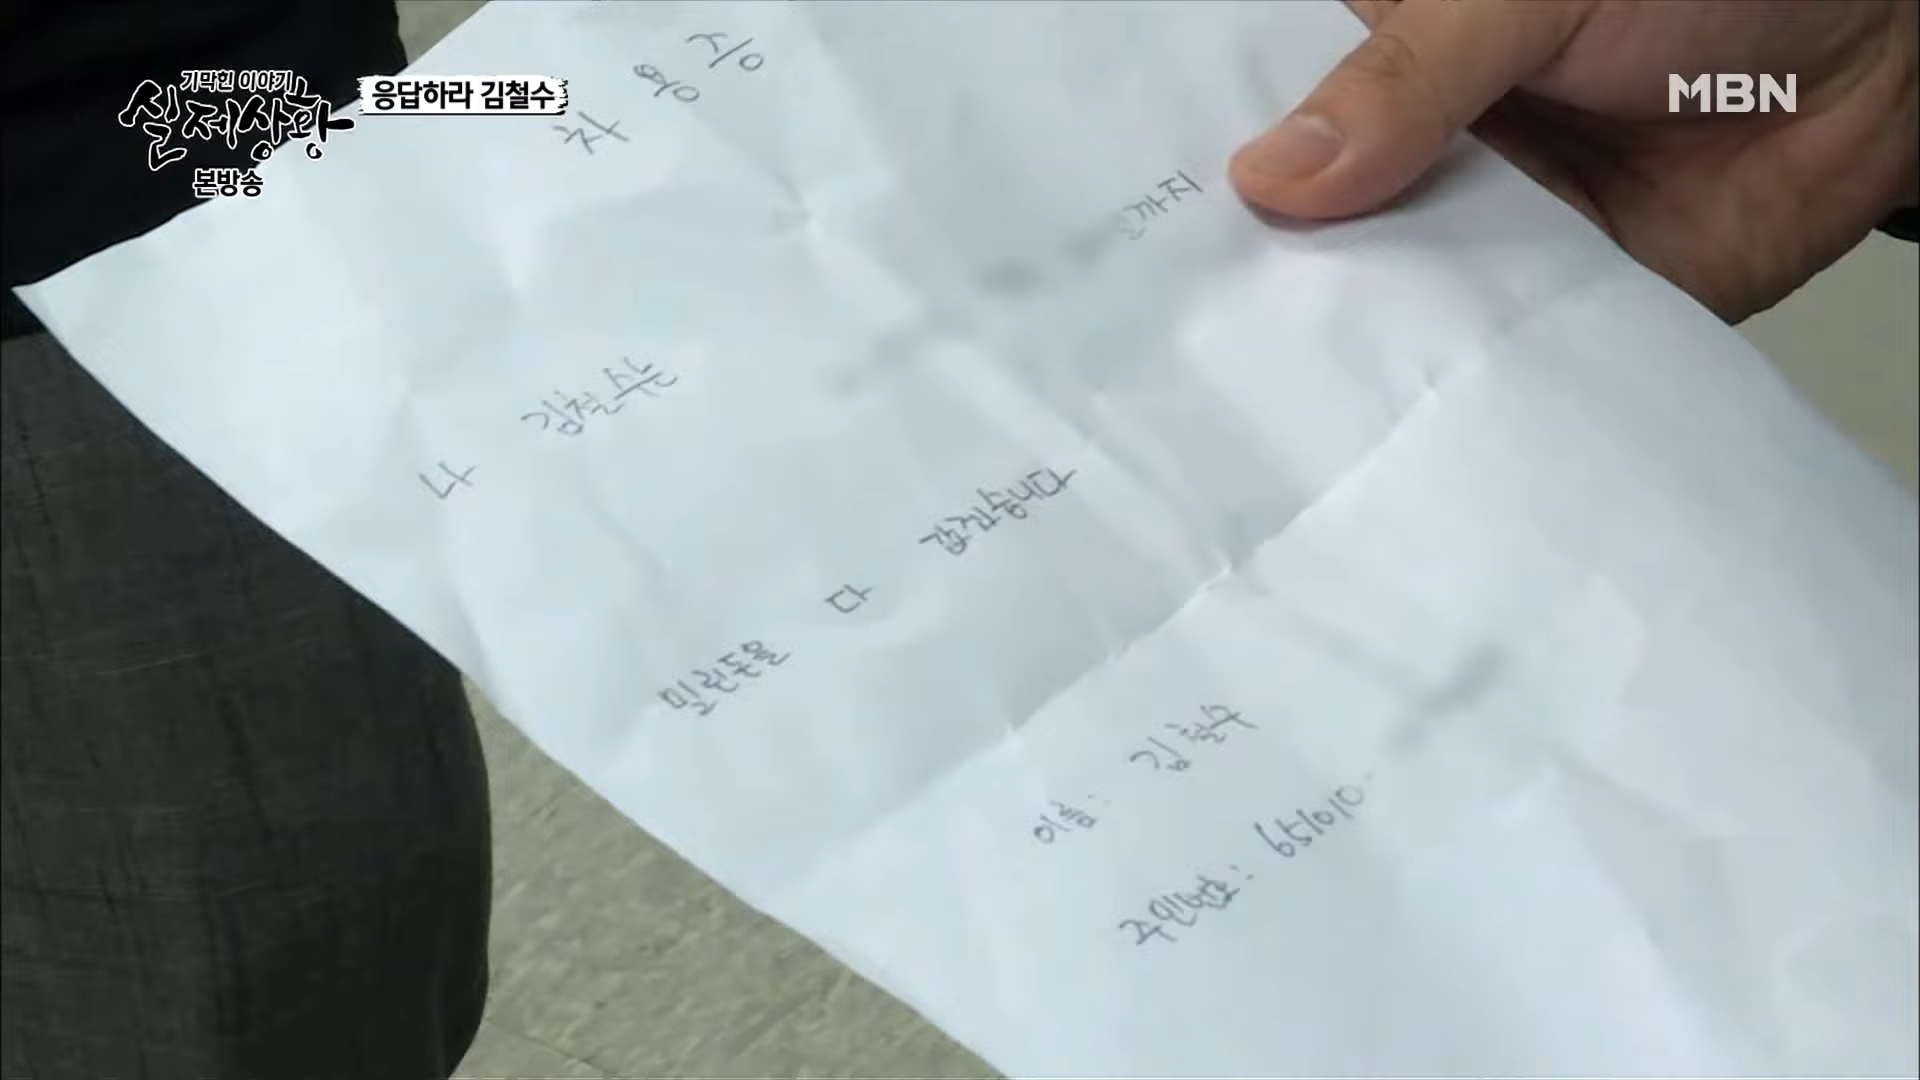 기막힌 이야기
실제상황
본방송
응답하라 김철수
MBN
차 용 증
나 김철수는
까지
밀린돈을 다 갚겠습니다
이름: 김철수
주민번호: 651010-